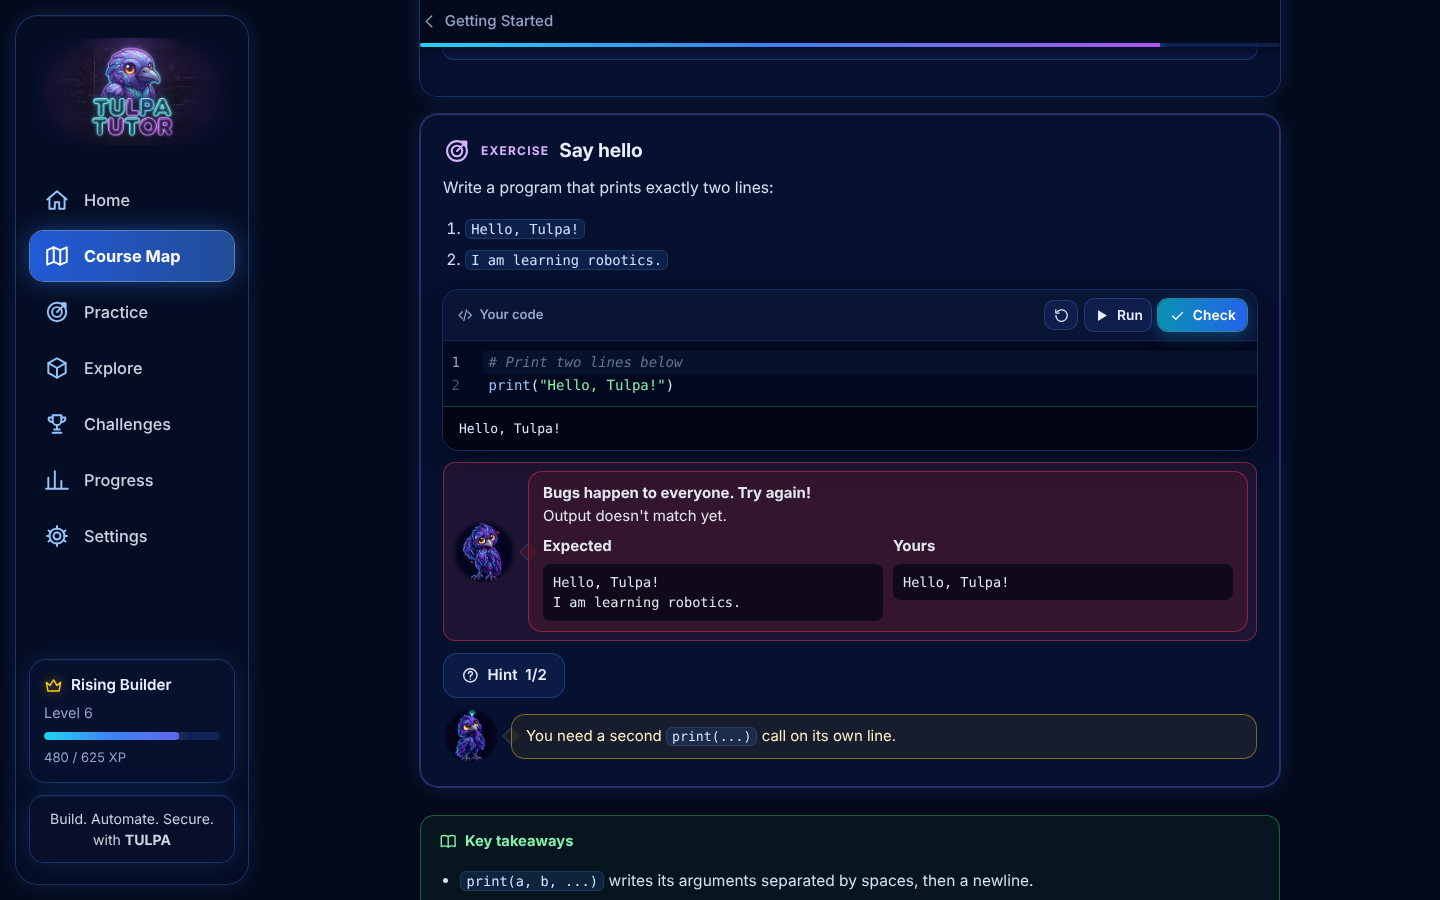 Getting Started
TULPA
TUTOR
Home
Course Map
Practice
Explore
Challenges
Progress
Settings
Rising Builder
Level 6
480 / 625 XP
Build. Automate. Secure.
with TULPA
EXERCISE Say hello
Write a program that prints exactly two lines:
1. Hello, Tulpa!
2. I am learning robotics.
</> Your code
Run
Check
1 # Print two lines below
2 print("Hello, Tulpa!")
Hello, Tulpa!
Bugs happen to everyone. Try again!
Output doesn't match yet.
Expected
Hello, Tulpa!
I am learning robotics.
Yours
Hello, Tulpa!
Hint 1/2
You need a second print(...) call on its own line.
Key takeaways
• print(a, b, ...) writes its arguments separated by spaces, then a newline.